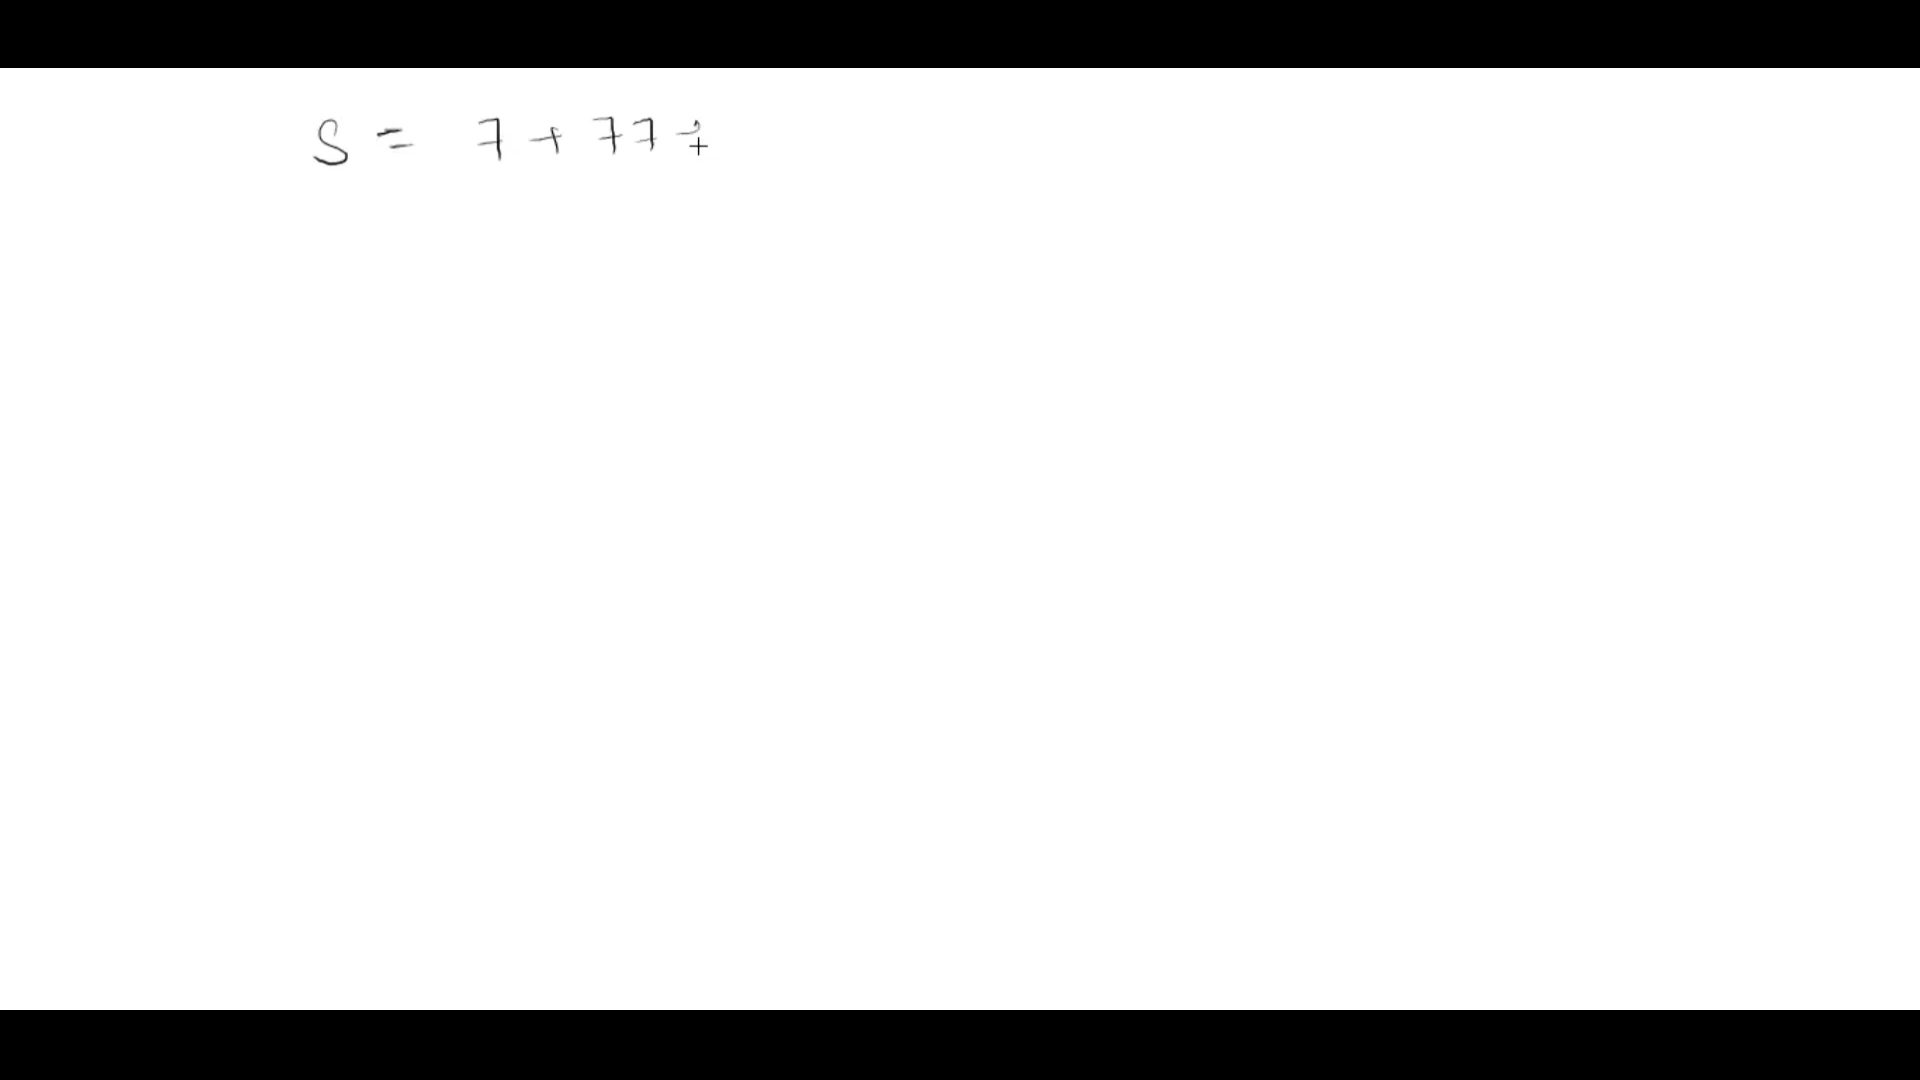 S = 7 + 77 +